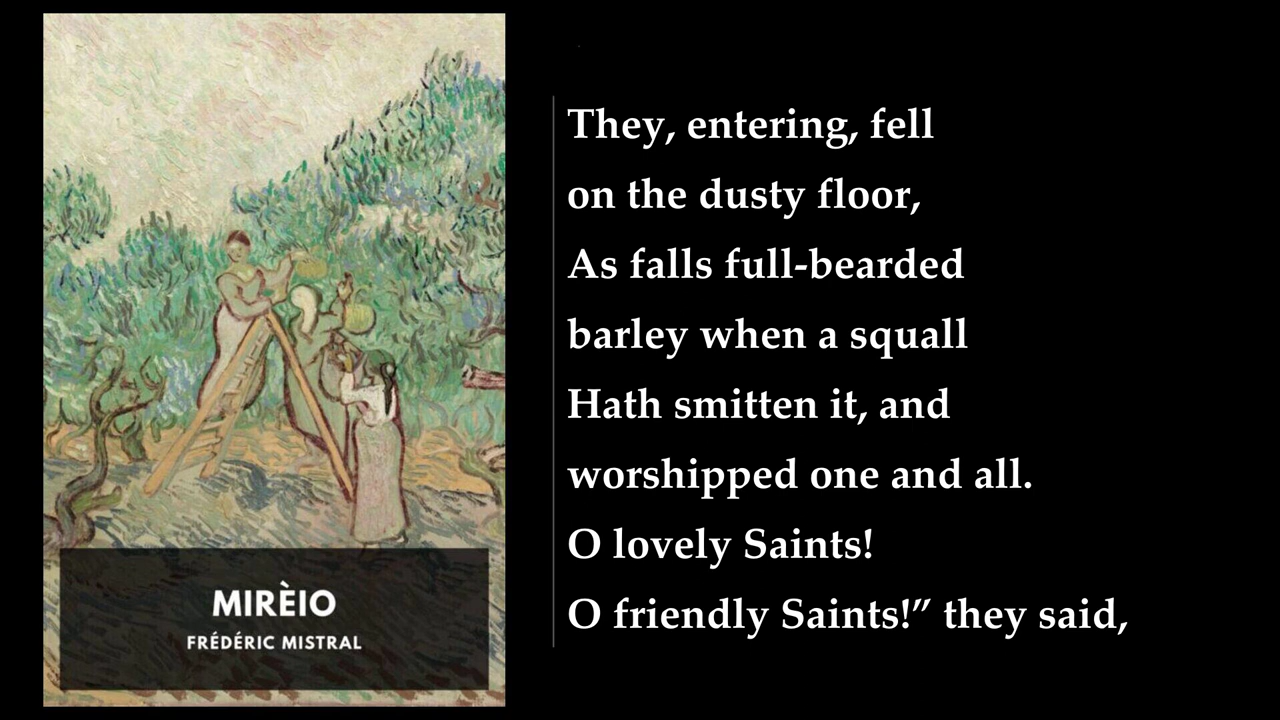 MIRÈIO
FRÉDÉRIC MISTRAL
They, entering, fell
on the dusty floor,
As falls full-bearded
barley when a squall
Hath smitten it, and
worshipped one and all.
O lovely Saints!
O friendly Saints!” they said,